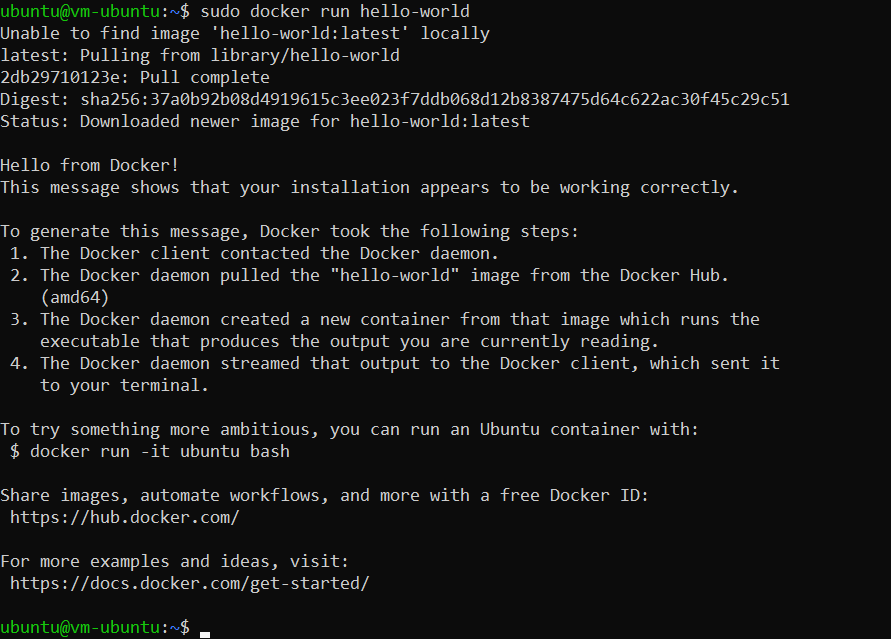 ubuntu@vm-ubuntu:~$ sudo docker run hello-world
Unable to find image 'hello-world:latest' locally
latest: Pulling from library/hello-world
2db29710123e: Pull complete
Digest: sha256:37a0b92b08d4919615c3ee023f7ddb068d12b8387475d64c622ac30f45c29c51
Status: Downloaded newer image for hello-world:latest

Hello from Docker!
This message shows that your installation appears to be working correctly.

To generate this message, Docker took the following steps:
 1. The Docker client contacted the Docker daemon.
 2. The Docker daemon pulled the "hello-world" image from the Docker Hub.
    (amd64)
 3. The Docker daemon created a new container from that image which runs the
    executable that produces the output you are currently reading.
 4. The Docker daemon streamed that output to the Docker client, which sent it
    to your terminal.

To try something more ambitious, you can run an Ubuntu container with:
 $ docker run -it ubuntu bash

Share images, automate workflows, and more with a free Docker ID:
 https://hub.docker.com/

For more examples and ideas, visit:
 https://docs.docker.com/get-started/

ubuntu@vm-ubuntu:~$